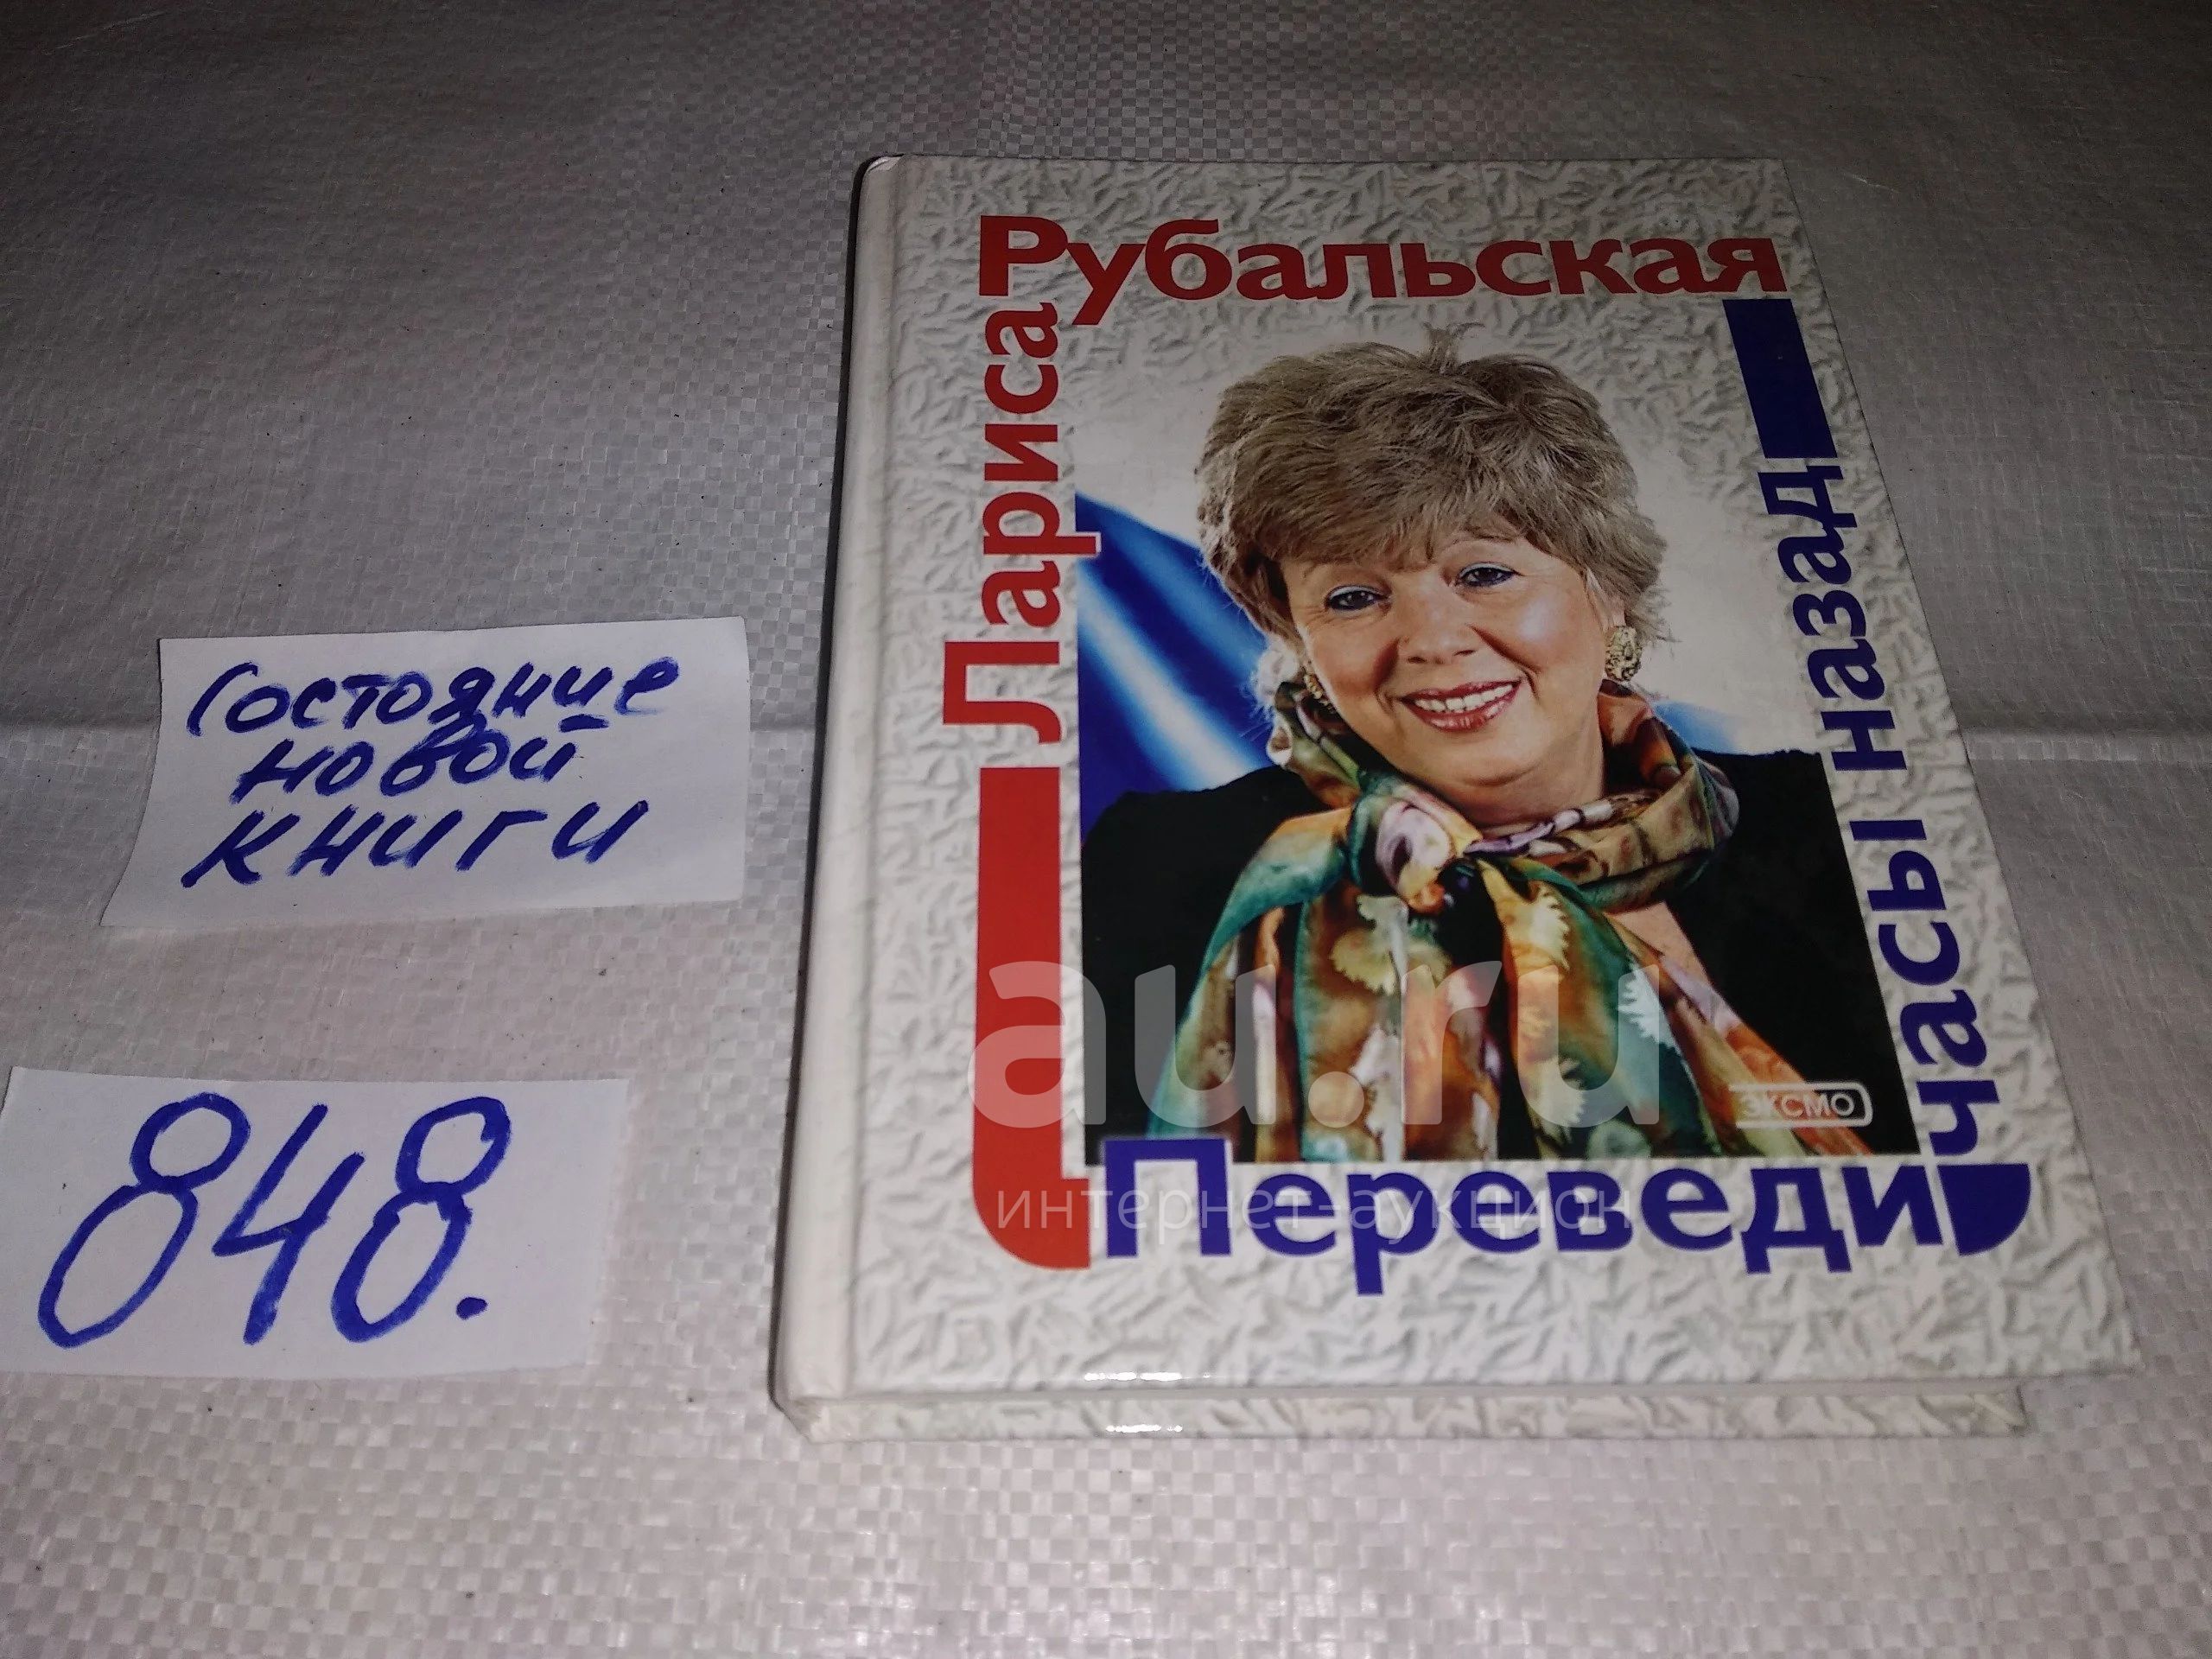 Рубальская
Лариса
Переведи
часы назад
ЭКСМО
Состояние
новой
книги
848.
au.ru
интернет-аукцион